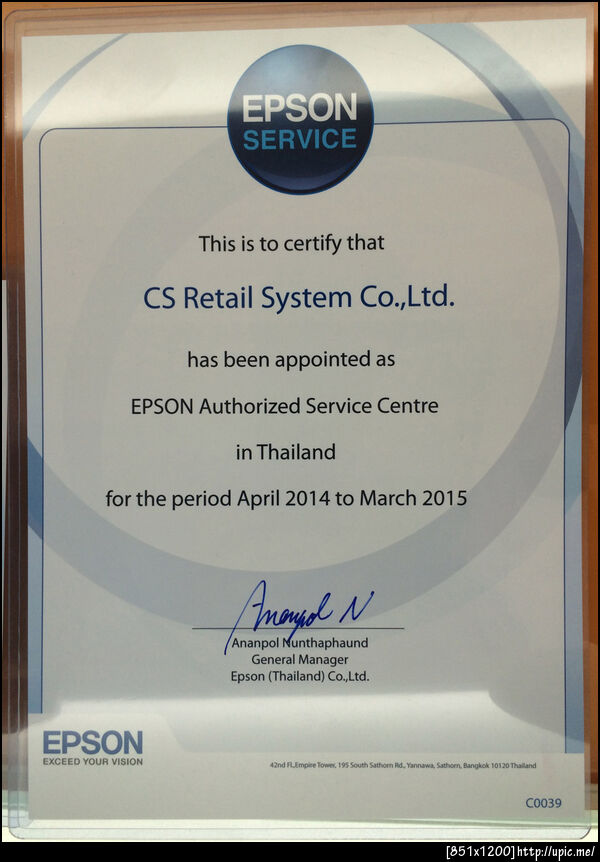 EPSON
SERVICE
This is to certify that
CS Retail System Co.,Ltd.
has been appointed as
EPSON Authorized Service Centre
in Thailand
for the period April 2014 to March 2015
Ananpol N
Ananpol Nunthaphaund
General Manager
Epson (Thailand) Co.,Ltd.
EPSON
EXCEED YOUR VISION
42nd Fl.,Empire Tower, 195 South Sathorn Rd., Yannawa, Sathorn, Bangkok 10120 Thailand
C0039
[851x1200]http://upic.me/